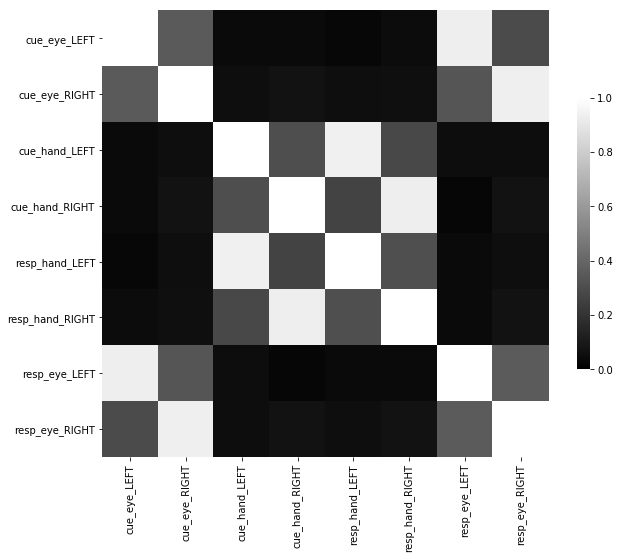 cue_eye_LEFT
cue_eye_RIGHT
cue_hand_LEFT
cue_hand_RIGHT
resp_hand_LEFT
resp_hand_RIGHT
resp_eye_LEFT
resp_eye_RIGHT
cue_eye_LEFT
cue_eye_RIGHT
cue_hand_LEFT
cue_hand_RIGHT
resp_hand_LEFT
resp_hand_RIGHT
resp_eye_LEFT
resp_eye_RIGHT
1.0
0.8
0.6
0.4
0.2
0.0